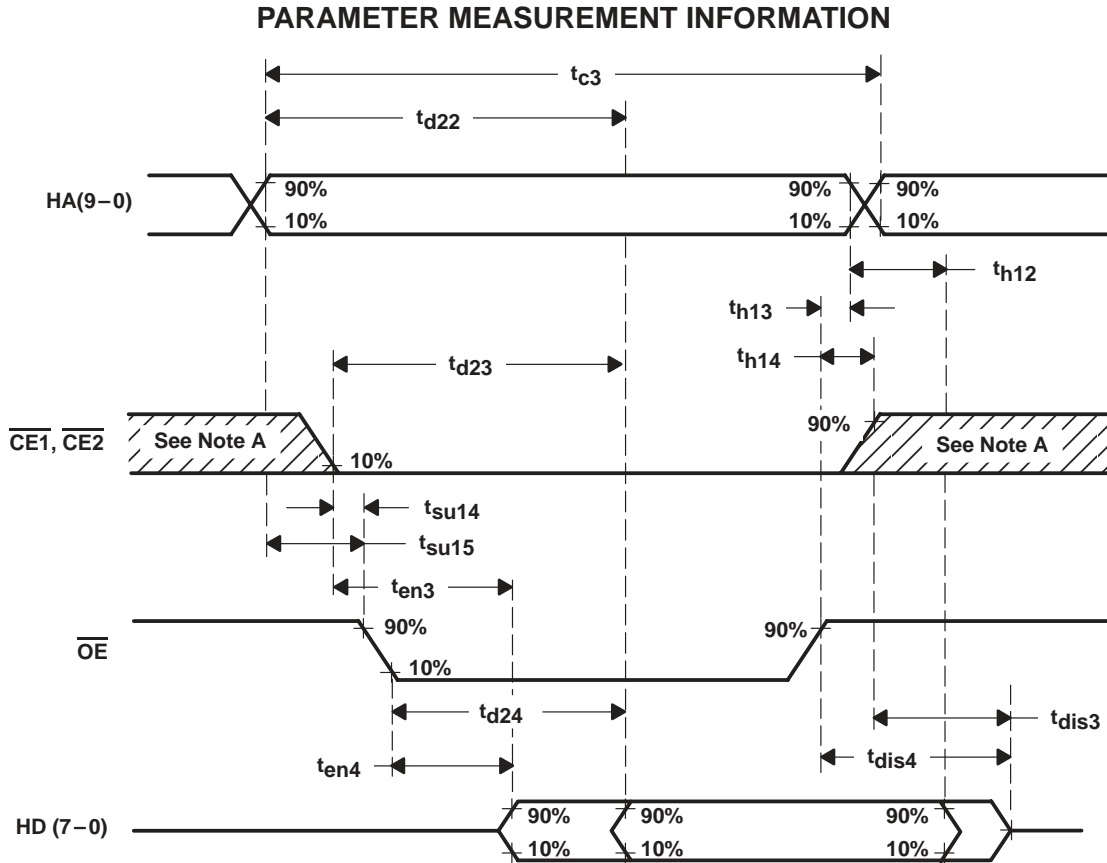 PARAMETER MEASUREMENT INFORMATION
tc3
td22
HA(9–0)
90%
10%
90%
10%
90%
10%
th12
th13
th14
td23
CE1, CE2
See Note A
10%
90%
See Note A
tsu14
tsu15
ten3
OE
90%
10%
90%
td24
tdis3
ten4
tdis4
HD (7–0)
90%
10%
90%
10%
90%
10%